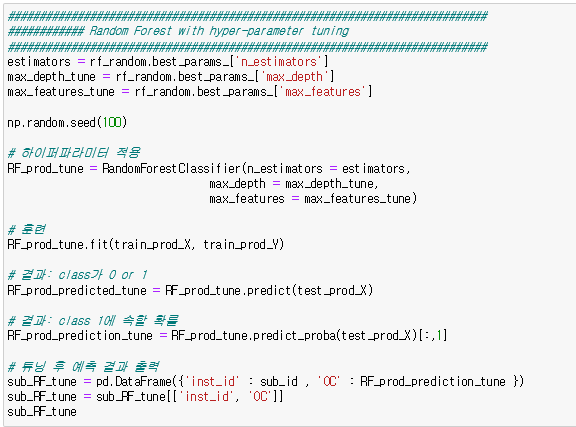 ######################################################################
########### Random Forest with hyper-parameter tuning
######################################################################
estimators = rf_random.best_params_['n_estimators']
max_depth_tune = rf_random.best_params_['max_depth']
max_features_tune = rf_random.best_params_['max_features']
np.random.seed(100)
# 하이퍼파라미터 적용
RF_prod_tune = RandomForestClassifier(n_estimators = estimators,
max_depth = max_depth_tune,
max_features = max_features_tune)
# 훈련
RF_prod_tune.fit(train_prod_X, train_prod_Y)
# 결과: class가 0 or 1
RF_prod_predicted_tune = RF_prod_tune.predict(test_prod_X)
# 결과: class 1에 속할 확률
RF_prod_prediction_tune = RF_prod_tune.predict_proba(test_prod_X)[:,1]
# 튜닝 후 예측 결과 출력
sub_RF_tune = pd.DataFrame({'inst_id' : sub_id , 'OC' : RF_prod_prediction_tune })
sub_RF_tune = sub_RF_tune[['inst_id', 'OC']]
sub_RF_tune